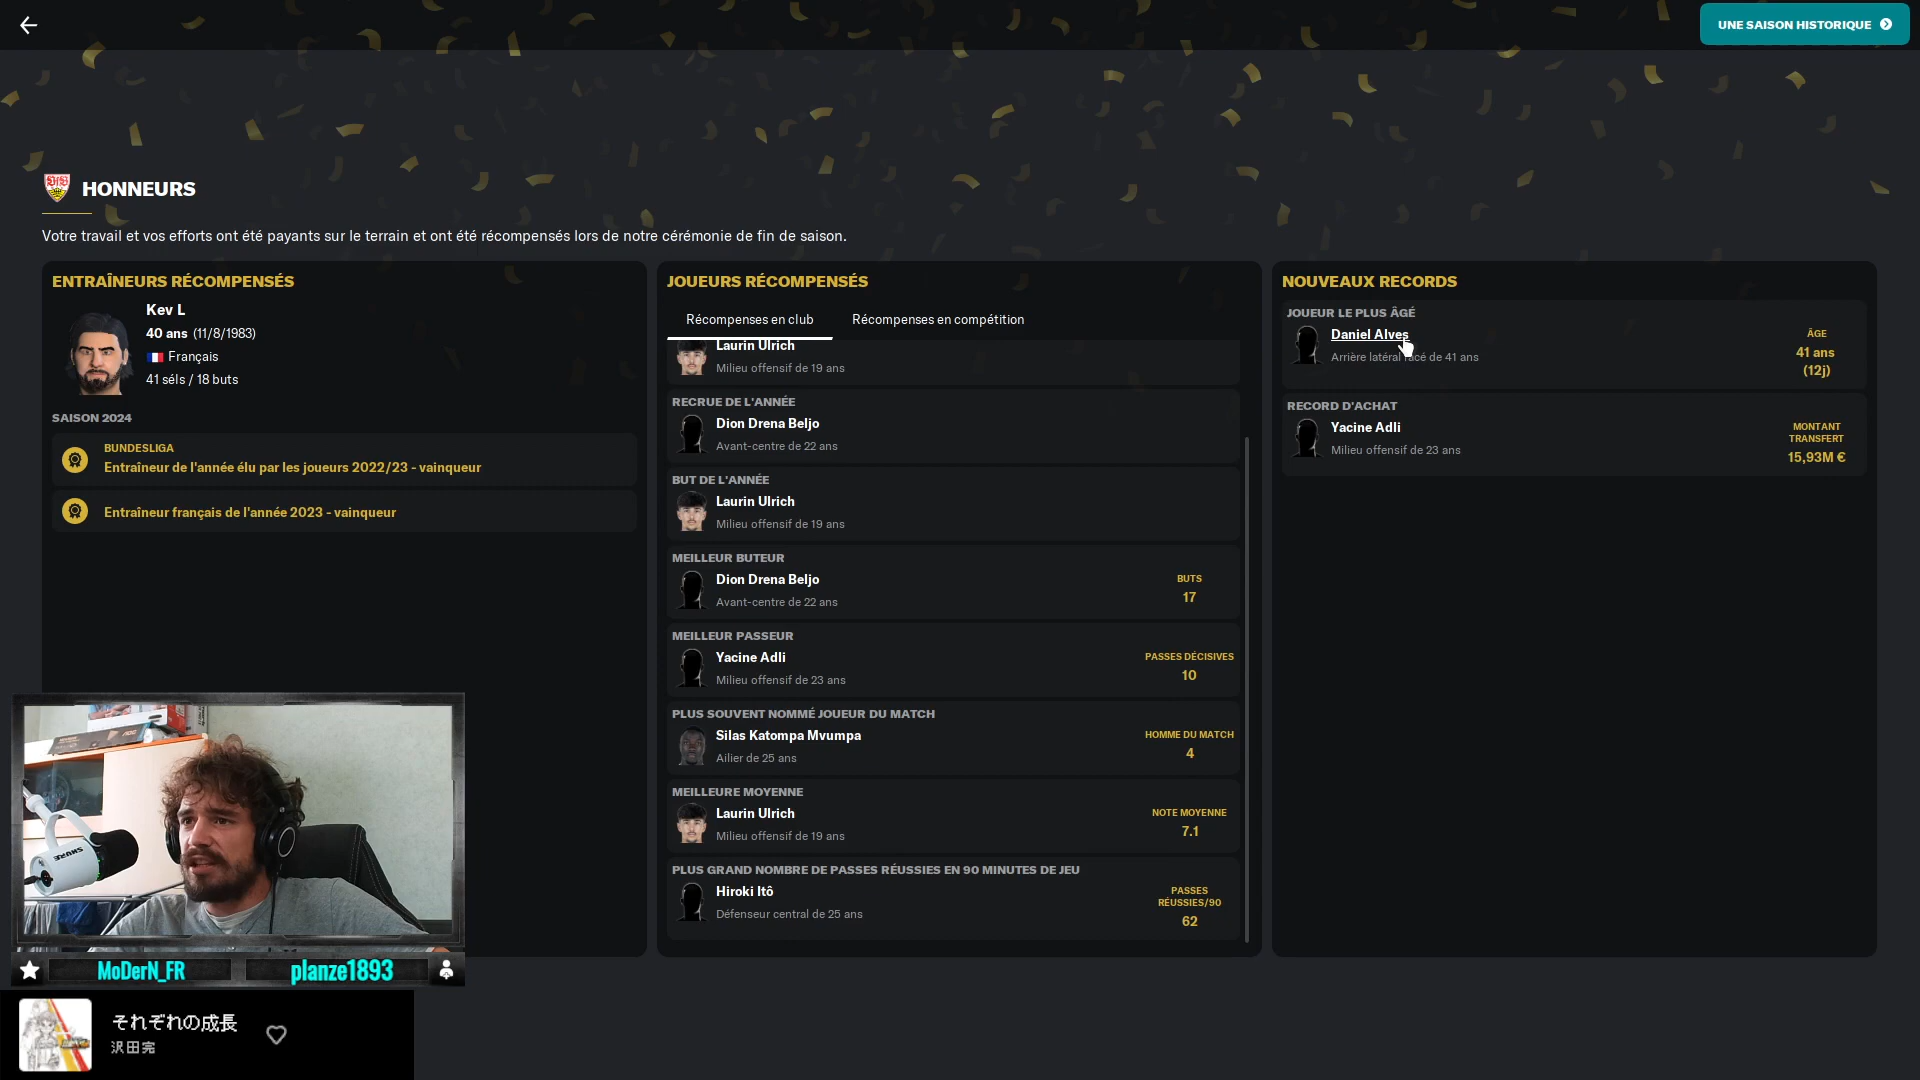 UNE SAISON HISTORIQUE
HONNEURS
Votre travail et vos efforts ont été payants sur le terrain et ont été récompensés lors de notre cérémonie de fin de saison.
ENTRAÎNEURS RÉCOMPENSÉS
Kev L
40 ans (11/8/1983)
Français
41 séls / 18 buts
SAISON 2024
BUNDESLIGA
Entraîneur de l'année élu par les joueurs 2022/23 - vainqueur
Entraîneur français de l'année 2023 - vainqueur
JOUEURS RÉCOMPENSÉS
Récompenses en club
Récompenses en compétition
Laurin Ulrich
Milieu offensif de 19 ans
RECRUE DE L'ANNÉE
Dion Drena Beljo
Avant-centre de 22 ans
BUT DE L'ANNÉE
Laurin Ulrich
Milieu offensif de 19 ans
MEILLEUR BUTEUR
Dion Drena Beljo
Avant-centre de 22 ans
BUTS
17
MEILLEUR PASSEUR
Yacine Adli
Milieu offensif de 23 ans
PASSES DÉCISIVES
10
PLUS SOUVENT NOMMÉ JOUEUR DU MATCH
Silas Katompa Mvumpa
Ailier de 25 ans
HOMME DU MATCH
4
MEILLEURE MOYENNE
Laurin Ulrich
Milieu offensif de 19 ans
NOTE MOYENNE
7.1
PLUS GRAND NOMBRE DE PASSES RÉUSSIES EN 90 MINUTES DE JEU
Hiroki Itô
Défenseur central de 25 ans
PASSES
RÉUSSIES/90
62
NOUVEAUX RECORDS
JOUEUR LE PLUS ÂGÉ
Daniel Alves
Arrière latéral de 41 ans
ÂGE
41 ans
(12j)
RECORD D'ACHAT
Yacine Adli
Milieu offensif de 23 ans
MONTANT
TRANSFERT
15,93M €
SHURE
MoDerN_FR
planze1893
それぞれの成長
沢田完